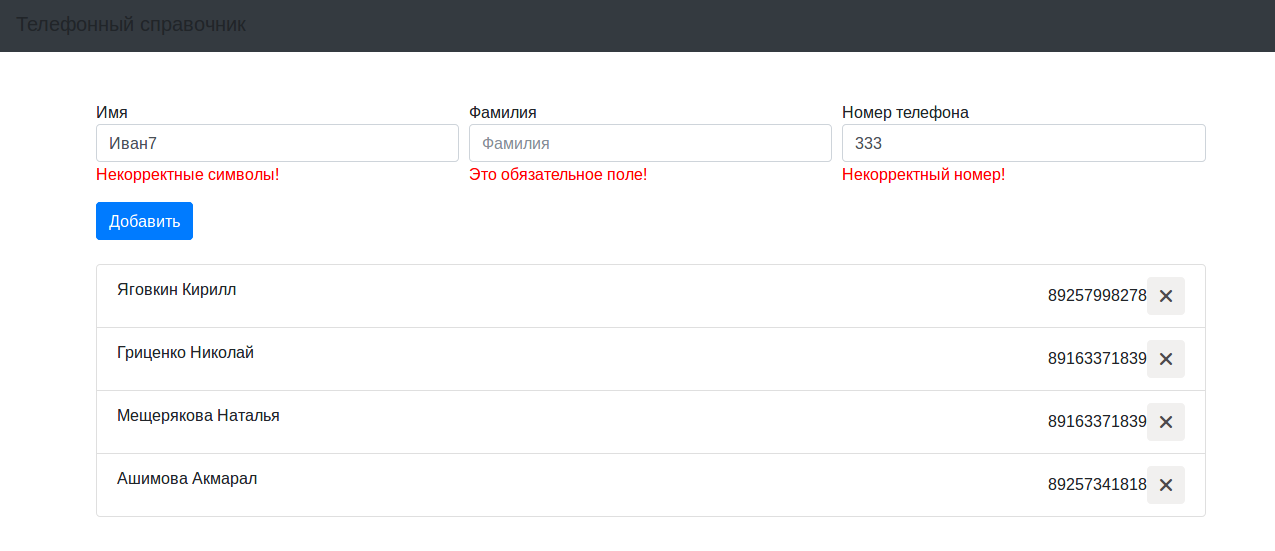 Телефонный справочник
Имя Фамилия Номер телефона
Иван7 Фамилия 333
Некорректные символы! Это обязательное поле! Некорректный номер!
Добавить
Яговкин Кирилл 89257998278
Гриценко Николай 89163371839
Мещерякова Наталья 89163371839
Ашимова Акмарал 89257341818